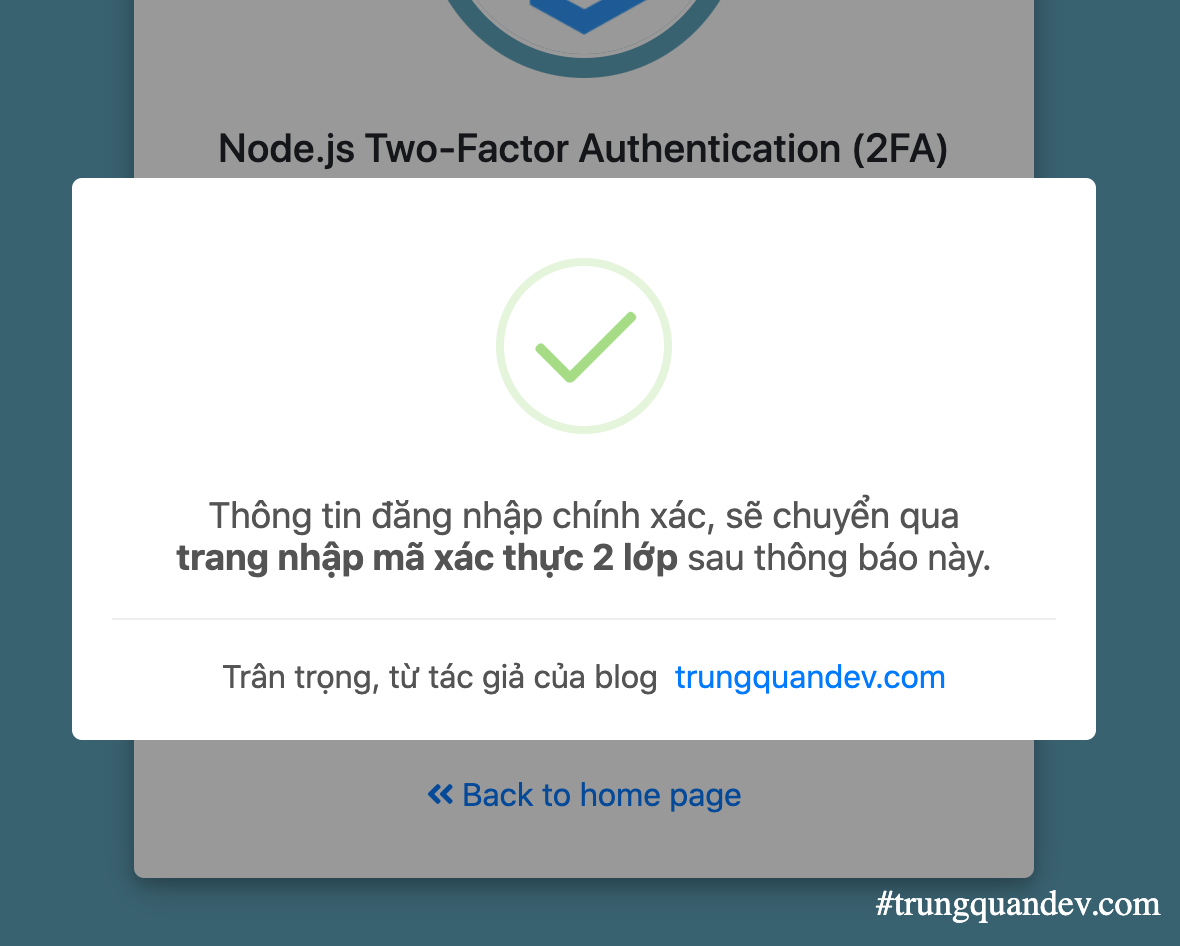 Node.js Two-Factor Authentication (2FA)
Thông tin đăng nhập chính xác, sẽ chuyển qua
trang nhập mã xác thực 2 lớp sau thông báo này.
Trân trọng, từ tác giả của blog trungquandev.com
Back to home page
#trungquandev.com